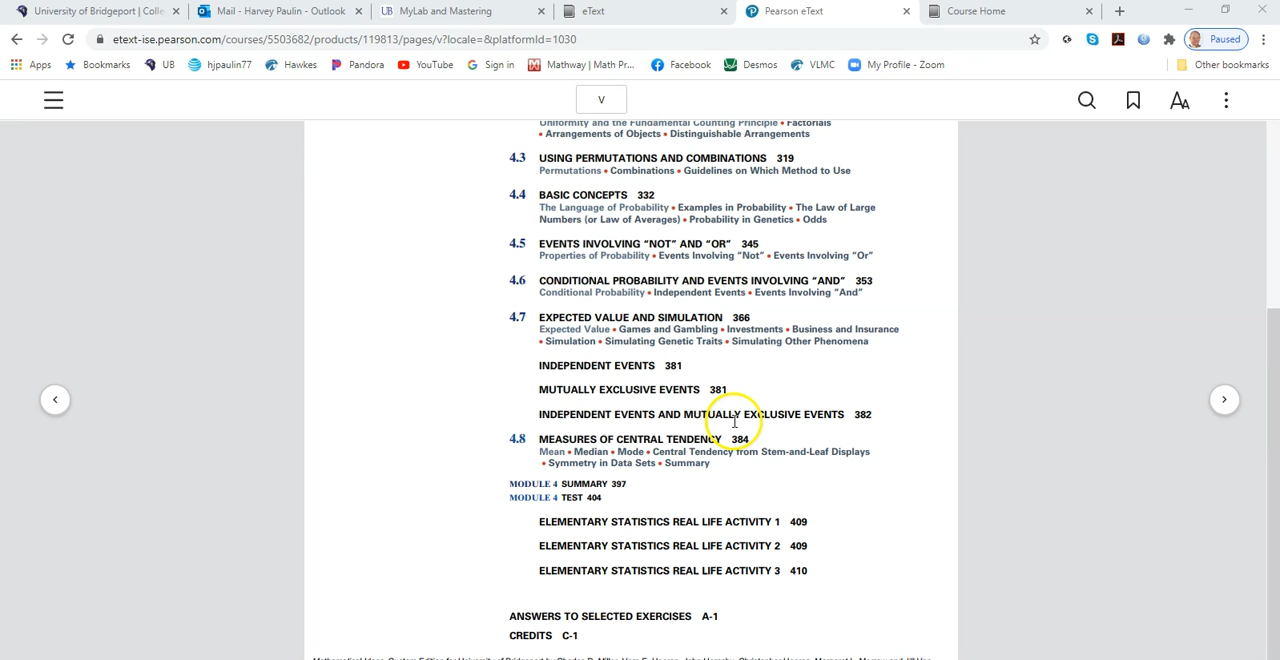 University of Bridgeport | Colle
Mail - Harvey Paulin - Outlook
UB MyLab and Mastering
eText
Pearson eText
Course Home
etext-ise.pearson.com/courses/5503682/products/119813/pages/v?locale=&platformId=1030
Paused
Apps Bookmarks UB hjpaulin77 Hawkes Pandora YouTube Sign in Mathway | Math Pr... Facebook Desmos VLMC My Profile - Zoom Other bookmarks
V
Uniformity and the Fundamental Counting Principle • Factorials
• Arrangements of Objects • Distinguishable Arrangements
4.3 USING PERMUTATIONS AND COMBINATIONS 319
Permutations • Combinations • Guidelines on Which Method to Use
4.4 BASIC CONCEPTS 332
The Language of Probability • Examples in Probability • The Law of Large
Numbers (or Law of Averages) • Probability in Genetics • Odds
4.5 EVENTS INVOLVING “NOT” AND “OR” 345
Properties of Probability • Events Involving “Not” • Events Involving “Or”
4.6 CONDITIONAL PROBABILITY AND EVENTS INVOLVING “AND” 353
Conditional Probability • Independent Events • Events Involving “And”
4.7 EXPECTED VALUE AND SIMULATION 366
Expected Value • Games and Gambling • Investments • Business and Insurance
• Simulation • Simulating Genetic Traits • Simulating Other Phenomena
INDEPENDENT EVENTS 381
MUTUALLY EXCLUSIVE EVENTS 381
INDEPENDENT EVENTS AND MUTUALLY EXCLUSIVE EVENTS 382
4.8 MEASURES OF CENTRAL TENDENCY 384
Mean • Median • Mode • Central Tendency from Stem-and-Leaf Displays
• Symmetry in Data Sets • Summary
MODULE 4 SUMMARY 397
MODULE 4 TEST 404
ELEMENTARY STATISTICS REAL LIFE ACTIVITY 1 409
ELEMENTARY STATISTICS REAL LIFE ACTIVITY 2 409
ELEMENTARY STATISTICS REAL LIFE ACTIVITY 3 410
ANSWERS TO SELECTED EXERCISES A-1
CREDITS C-1